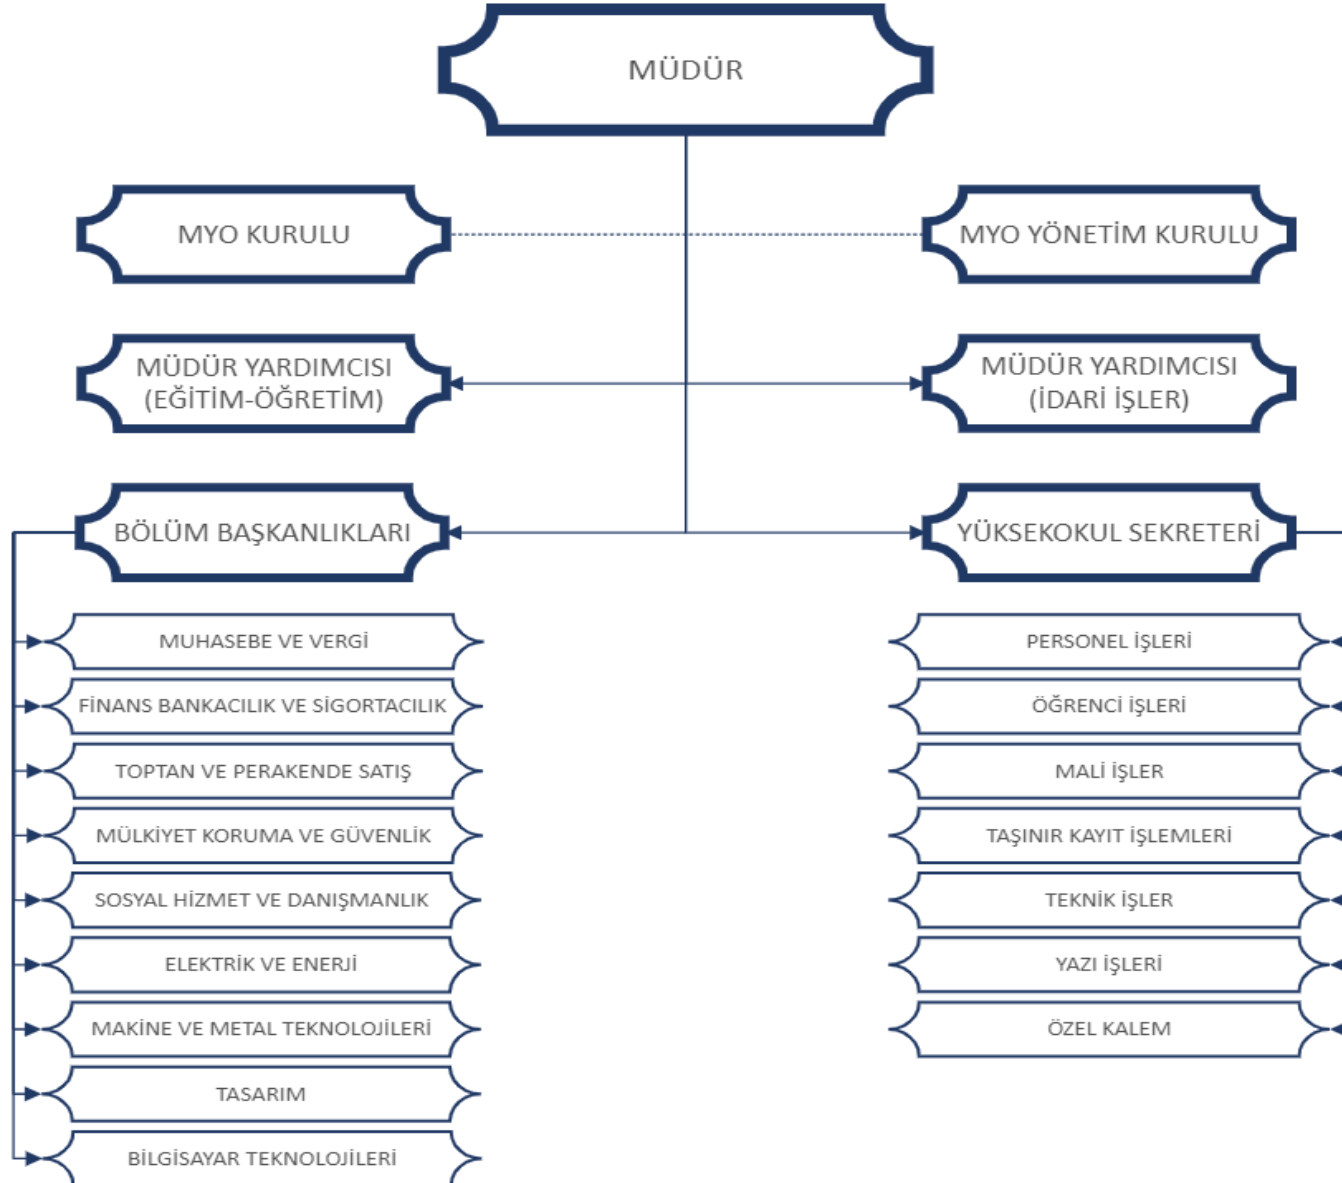 MÜDÜR
MYO KURULU
MYO YÖNETİM KURULU
MÜDÜR YARDIMCISI
(EĞİTİM-ÖĞRETİM)
MÜDÜR YARDIMCISI
(İDARİ İŞLER)
BÖLÜM BAŞKANLIKLARI
YÜKSEKOKUL SEKRETERİ
MUHASEBE VE VERGİ
FİNANS BANKACILIK VE SİGORTACILIK
TOPTAN VE PERAKENDE SATIŞ
MÜLKİYET KORUMA VE GÜVENLİK
SOSYAL HİZMET VE DANIŞMANLIK
ELEKTRİK VE ENERJİ
MAKİNE VE METAL TEKNOLOJİLERİ
TASARIM
BİLGİSAYAR TEKNOLOJİLERİ
PERSONEL İŞLERİ
ÖĞRENCİ İŞLERİ
MALİ İŞLER
TAŞINIR KAYIT İŞLEMLERİ
TEKNİK İŞLER
YAZI İŞLERİ
ÖZEL KALEM